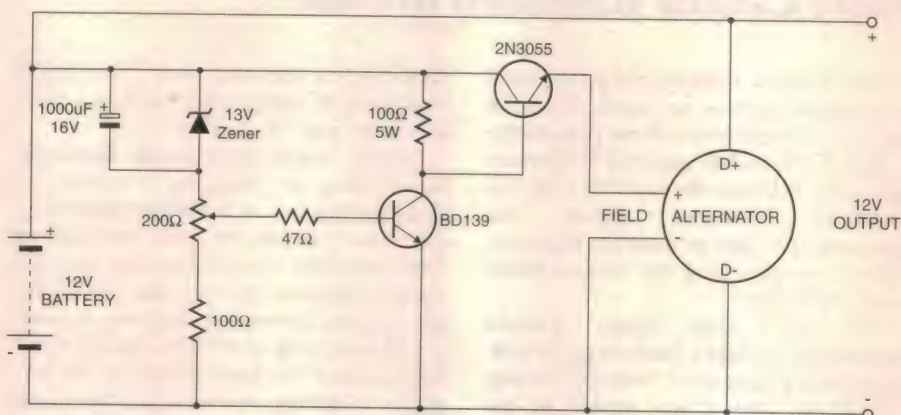 2N3055
+
1000uF +
16V
13V
Zener
100Ω
5W
D+
+
200Ω
47Ω
BD139
FIELD
ALTERNATOR
12V
OUTPUT
-
+
12V
BATTERY
D-
100Ω
-
-